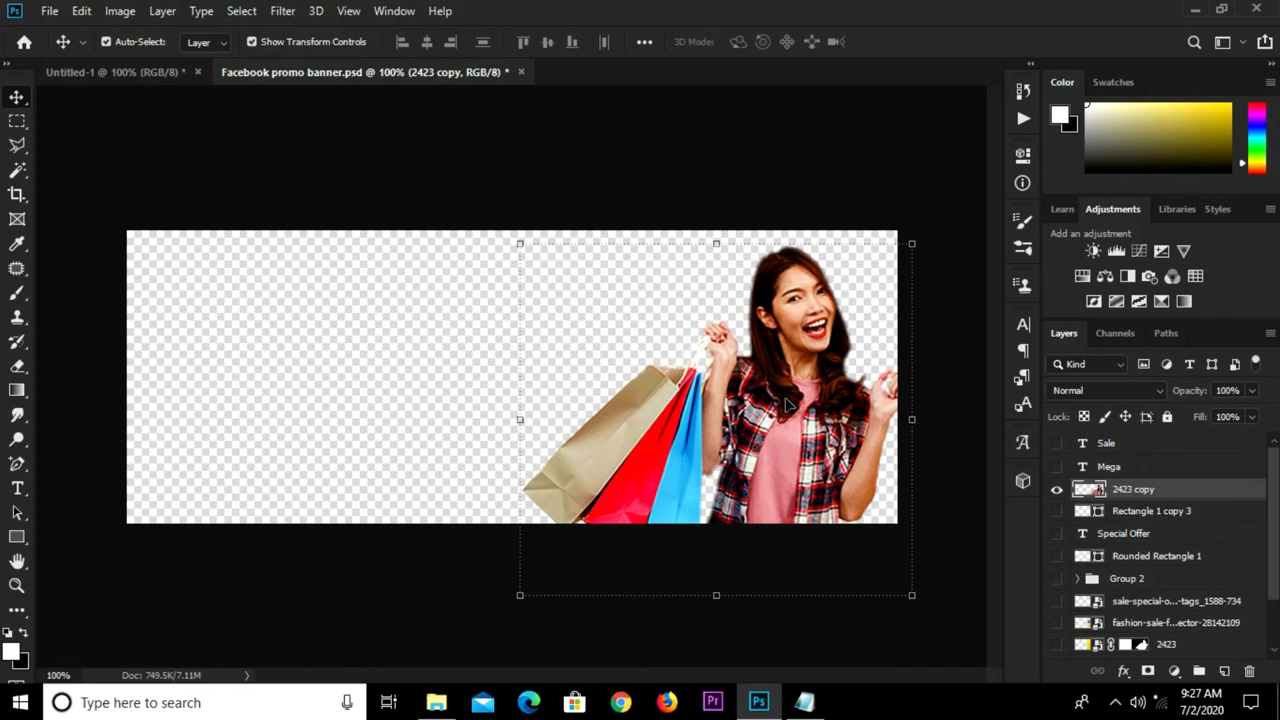 Ps File Edit Image Layer Type Select Filter 3D View Window Help
Auto-Select: Layer Show Transform Controls 3D Mode:
Untitled-1 @ 100% (RGB/8) * × Facebook promo banner.psd @ 100% (2423 copy, RGB/8) * ×
Color Swatches
Learn Adjustments Libraries Styles
Add an adjustment
Layers Channels Paths
Kind
Normal Opacity: 100%
Lock: Fill: 100%
T Sale
T Mega
2423 copy
Rectangle 1 copy 3
T Special Offer
Rounded Rectangle 1
Group 2
sale-special-o...-tags_1588-734
fashion-sale-f...ector-28142109
2423
100% Doc: 749.5K/7.11M
Type here to search
Pr Ps
9:27 AM
7/2/2020